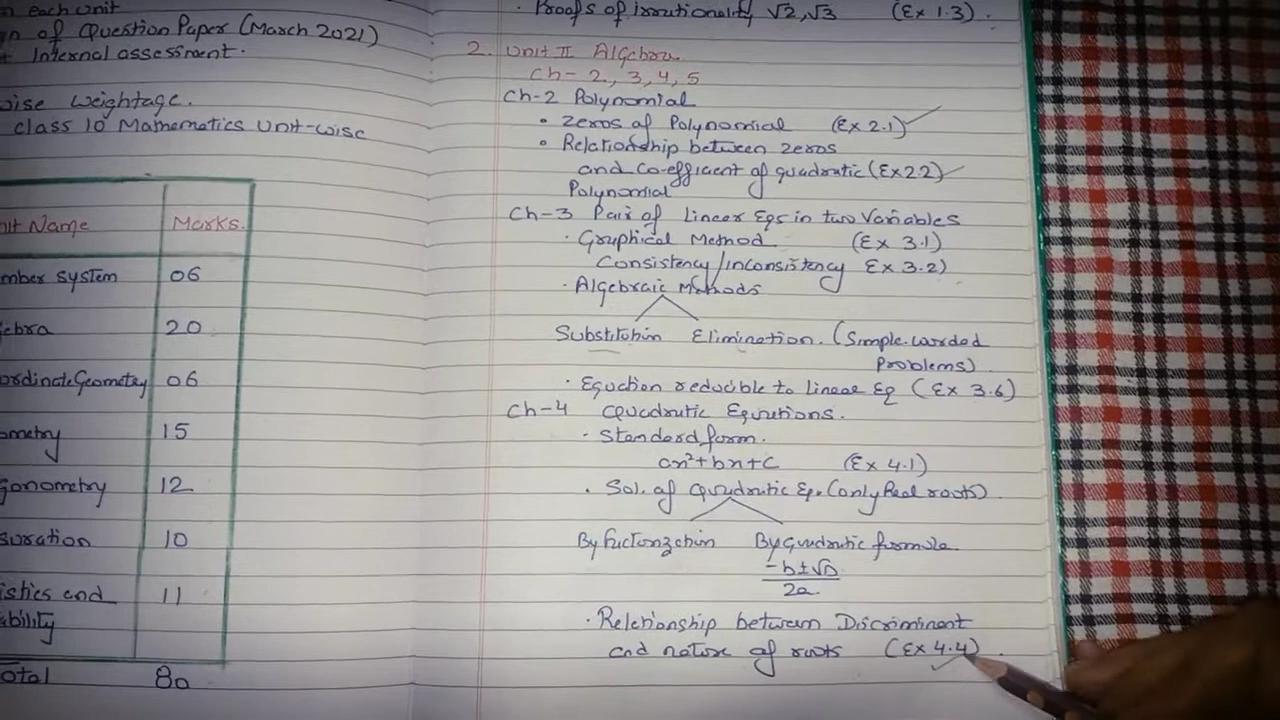 n each unit
n of Question Paper (March 2021)
Internal assessment.
wise weightage.
class 10 Mathematics Unit-wise
nit Name Marks.
mber system 06
ebra 20
ordinate Geometry 06
ometry 15
gonometry 12
suration 10
istics and 11
ability
Total 80
· Proofs of irrationality √2, √3 (Ex 1.3).
2. Unit II Algebra
Ch- 2, 3, 4, 5
Ch-2 Polynomial
• Zeros of Polynomial (Ex 2.1)
• Relationship between zeros
and co-efficient of quadratic (Ex 2.2)
Polynomial
Ch-3 Pair of Linear Eqs in two Variables
· Graphical Method (Ex 3.1)
Consistency/inconsistency Ex 3.2)
· Algebraic Methods
Substitution Elimination. (Simple worded
Problems).
· Equation reducible to linear Eq (Ex 3.6)
Ch-4 Quadratic Equations.
· Standard form.
ax²+bx+c (Ex 4.1)
· Sol. of Quadratic Eq. (only Real roots)
By factorization By quadratic formula
-b±√D
2a
· Relationship between Discriminant
and nature of roots (Ex 4.4).